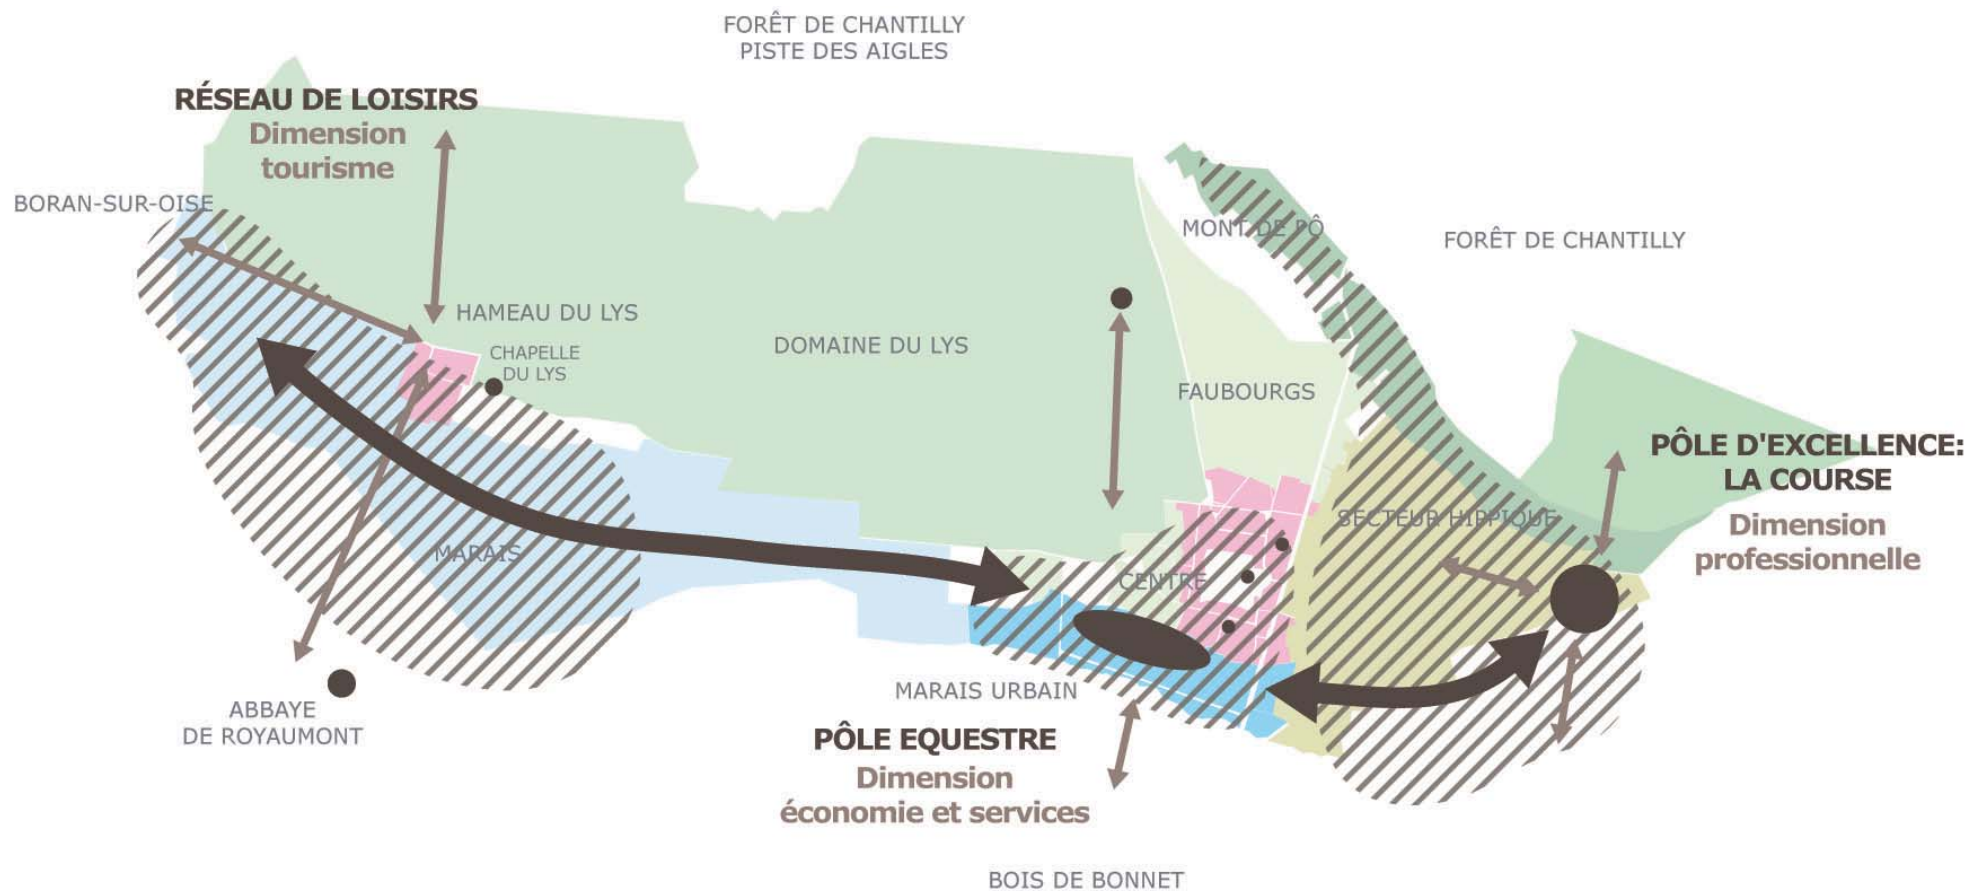 FORÊT DE CHANTILLY
PISTE DES AIGLES
RÉSEAU DE LOISIRS
Dimension
tourisme
BORAN-SUR-OISE
MONT DE PÔ
FORÊT DE CHANTILLY
HAMEAU DU LYS
CHAPELLE
DU LYS
DOMAINE DU LYS
FAUBOURGS
PÔLE D'EXCELLENCE:
LA COURSE
Dimension
professionnelle
SECTEUR HIPPIQUE
MARAIS
CENTRE
MARAIS URBAIN
ABBAYE
DE ROYAUMONT
PÔLE EQUESTRE
Dimension
économie et services
BOIS DE BONNET